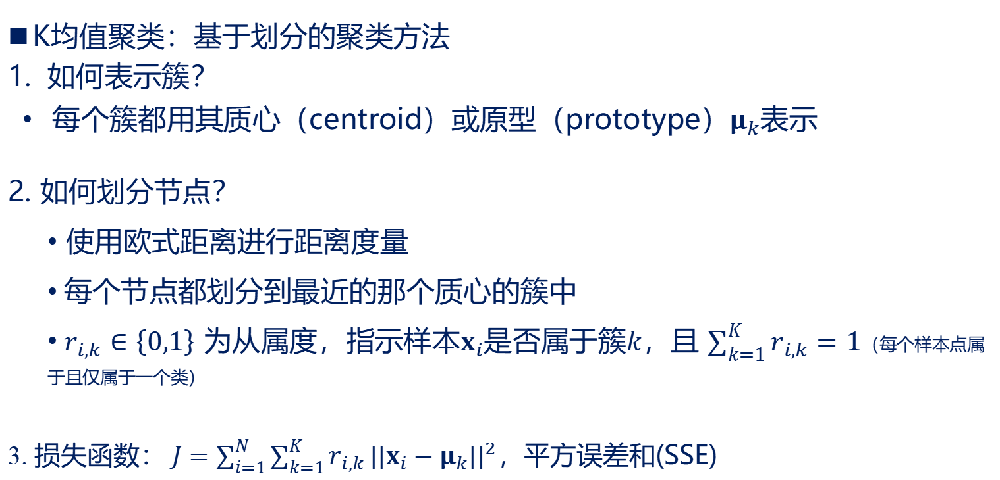 ■K均值聚类：基于划分的聚类方法
1. 如何表示簇？
• 每个簇都用其质心（centroid）或原型（prototype）𝛍ₖ表示
2. 如何划分节点？
• 使用欧式距离进行距离度量
• 每个节点都划分到最近的那个质心的簇中
• $r_{i,k} \in \{0,1\}$ 为从属度，指示样本$\mathbf{x}_i$是否属于簇$k$，且 $\sum_{k=1}^{K} r_{i,k} = 1$（每个样本点属
于且仅属于一个类）
3. 损失函数： $J = \sum_{i=1}^{N} \sum_{k=1}^{K} r_{i,k} ||\mathbf{x}_i - \boldsymbol{\mu}_k||^2$，平方误差和(SSE)